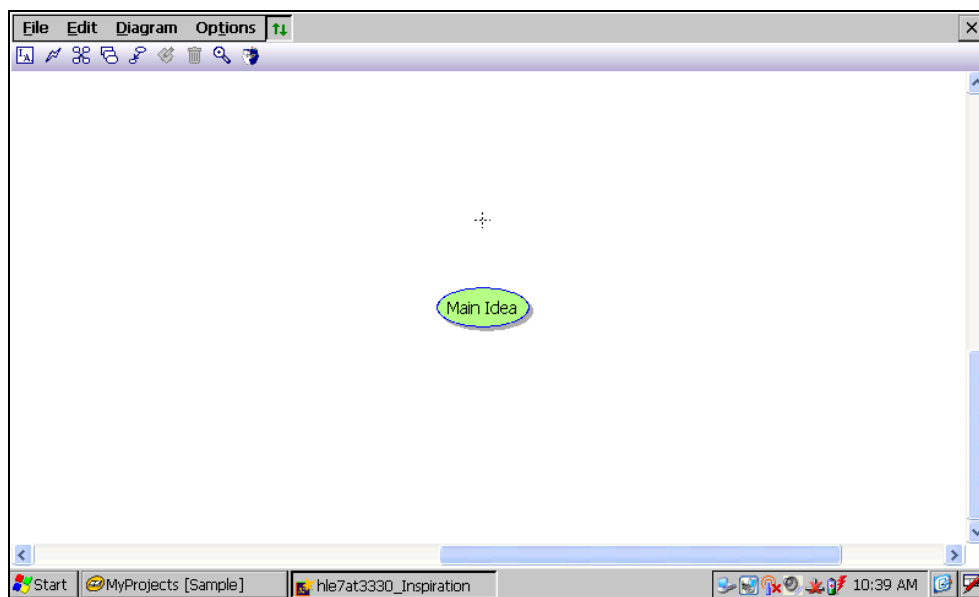 File Edit Diagram Options
Main Idea
Start MyProjects [Sample] hle7at3330_Inspiration 10:39 AM